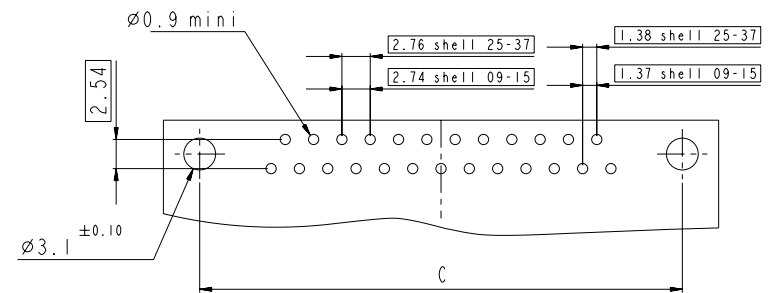 Ø0.9 mini
2.76 shell 25-37
1.38 shell 25-37
2.74 shell 09-15
1.37 shell 09-15
2.54
Ø3.1 ±0.10
C